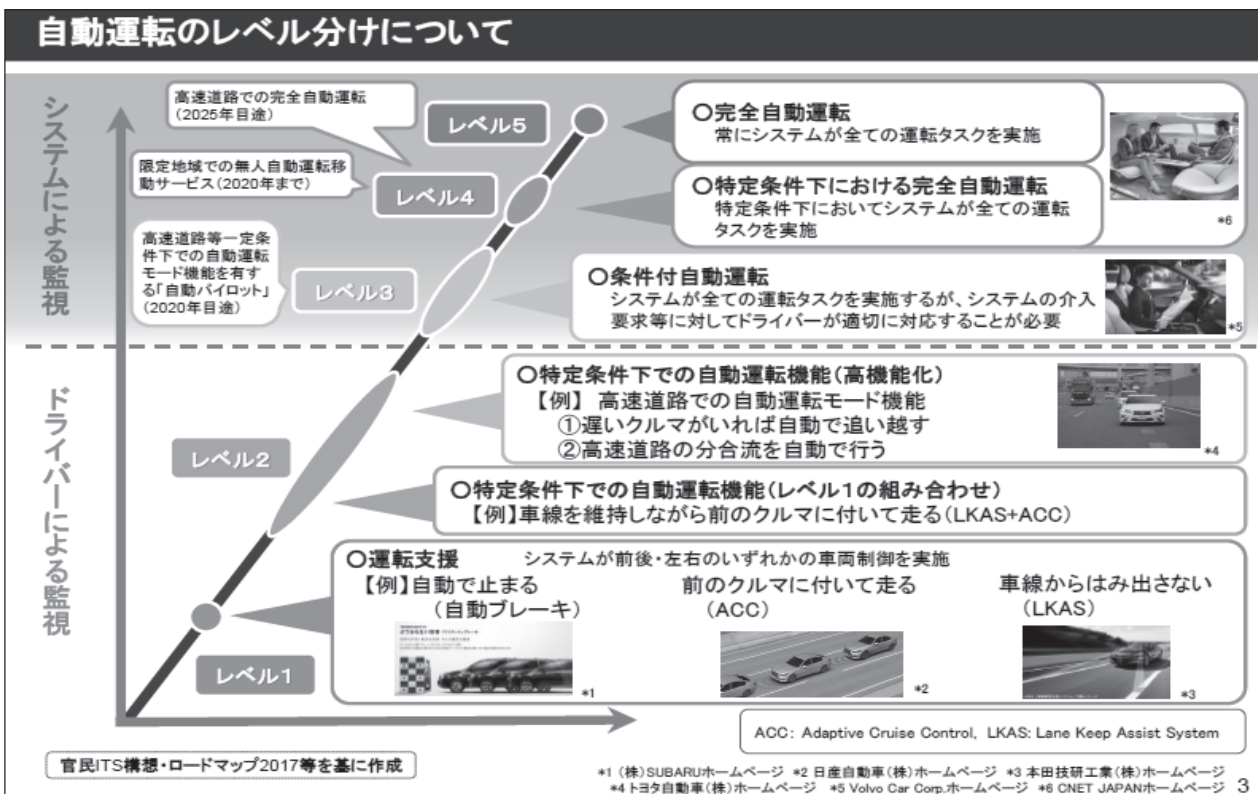 自動運転のレベル分けについて
システムによる監視
高速道路での完全自動運転
(2025年目途)
レベル5
〇完全自動運転
常にシステムが全ての運転タスクを実施
限定地域での無人自動運転移
動サービス(2020年まで)
レベル4
〇特定条件下における完全自動運転
特定条件下においてシステムが全ての運転
タスクを実施
*6
高速道路等一定条
件下での自動運転
モード機能を有す
る「自動パイロット」
(2020年目途)
レベル3
〇条件付自動運転
システムが全ての運転タスクを実施するが、システムの介入
要求等に対してドライバーが適切に対応することが必要
*5
ドライバーによる監視
〇特定条件下での自動運転機能(高機能化)
【例】 高速道路での自動運転モード機能
①遅いクルマがいれば自動で追い越す
②高速道路の分合流を自動で行う
*4
レベル2
〇特定条件下での自動運転機能(レベル1の組み合わせ)
【例】車線を維持しながら前のクルマに付いて走る(LKAS+ACC)
〇運転支援 システムが前後・左右のいずれかの車両制御を実施
【例】自動で止まる
(自動ブレーキ)
*1
前のクルマに付いて走る
(ACC)
*2
車線からはみ出さない
(LKAS)
*3
レベル1
ACC: Adaptive Cruise Control, LKAS: Lane Keep Assist System
官民ITS構想・ロードマップ2017等を基に作成
*1 (株)SUBARUホームページ *2 日産自動車(株)ホームページ *3 本田技研工業(株)ホームページ
*4 トヨタ自動車(株)ホームページ *5 Volvo Car Corp.ホームページ *6 CNET JAPANホームページ
3